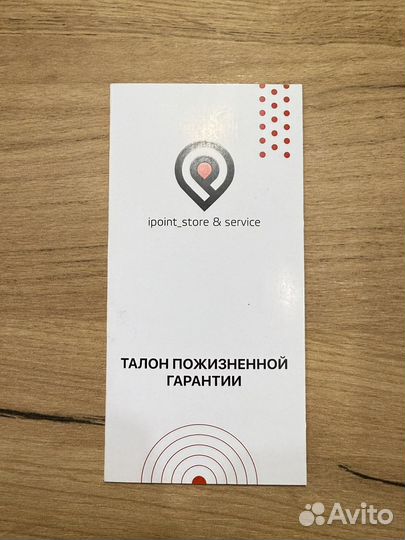 ipoint_store & service
ТАЛОН ПОЖИЗНЕННОЙ
ГАРАНТИИ
Avito